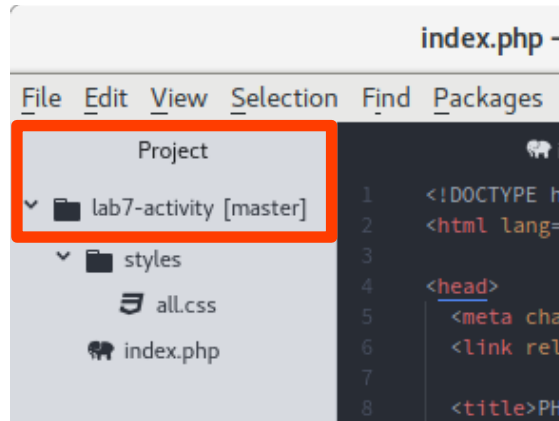 index.php -
File Edit View Selection Find Packages
Project
lab7-activity [master]
styles
all.css
index.php
1 <!DOCTYPE h
2 <html lang=
3
4 <head>
5 <meta cha
6 <link rel
7
8 <title>PH